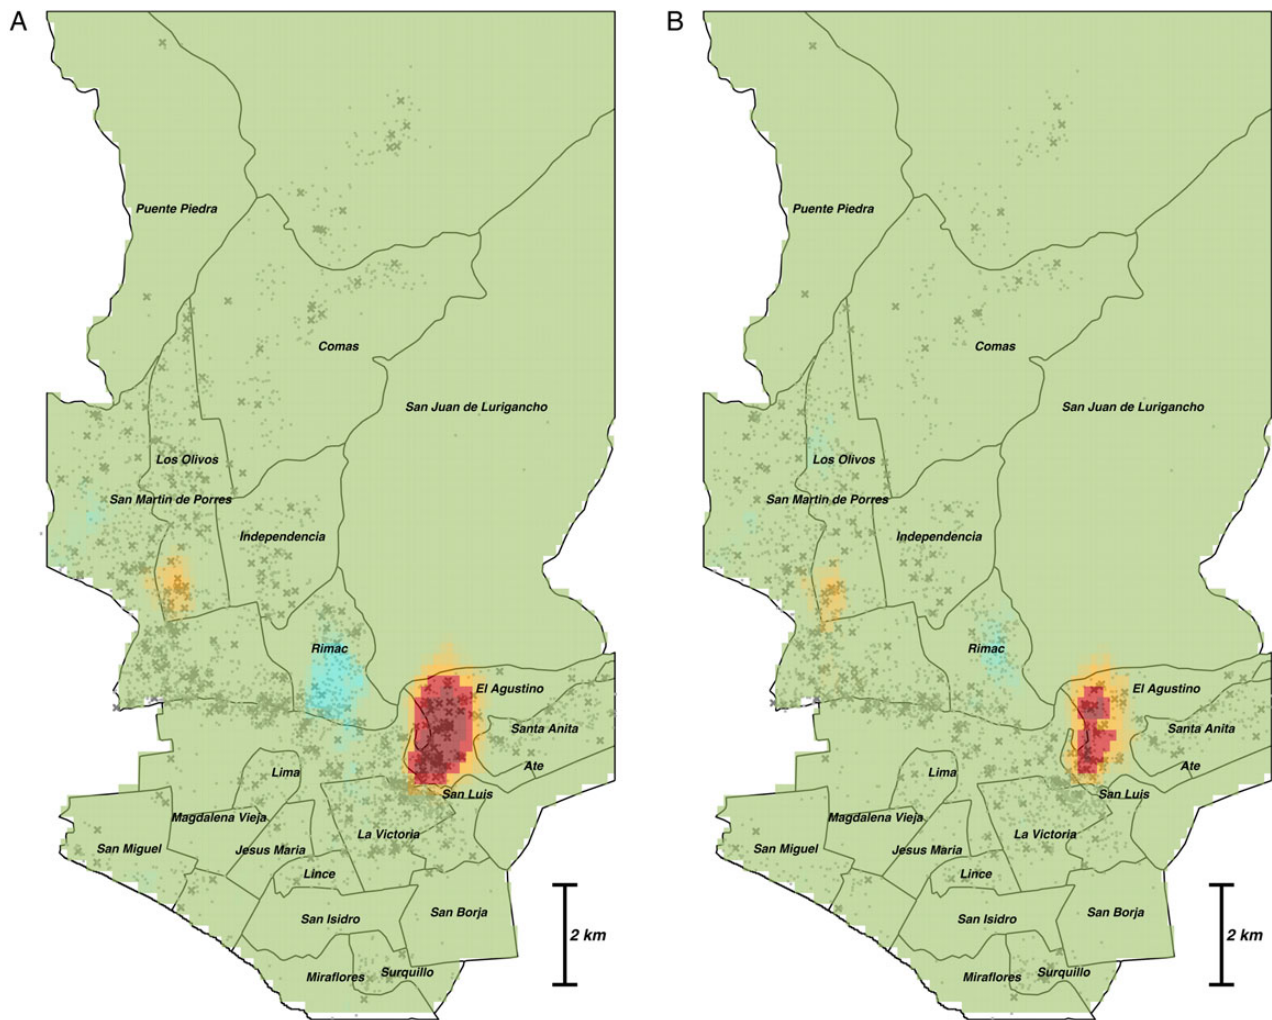 A
Puente Piedra
Comas
San Juan de Lurigancho
Los Olivos
San Martin de Porres
Independencia
Rimac
El Agustino
Santa Anita
Ate
Lima
San Luis
Magdalena Vieja
La Victoria
San Miguel
Jesus Maria
Lince
San Borja
San Isidro
2 km
Surquillo
Miraflores
B
Puente Piedra
Comas
San Juan de Lurigancho
Los Olivos
San Martin de Porres
Independencia
Rimac
El Agustino
Santa Anita
Ate
Lima
San Luis
Magdalena Vieja
La Victoria
San Miguel
Jesus Maria
Lince
San Borja
San Isidro
2 km
Surquillo
Miraflores